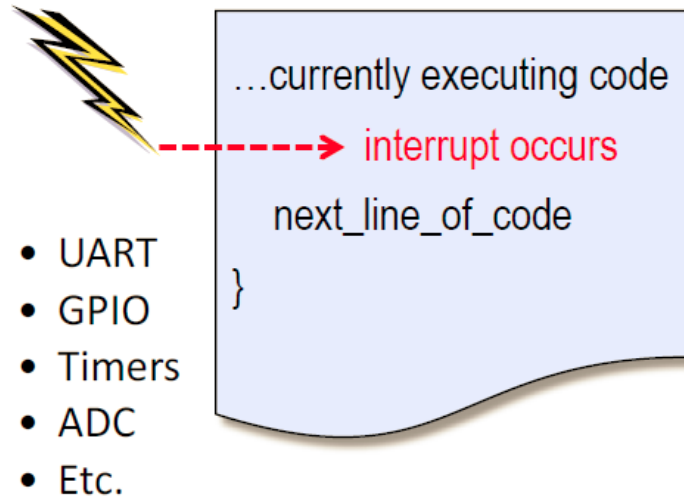 …currently executing code
interrupt occurs
next_line_of_code
}
• UART
• GPIO
• Timers
• ADC
• Etc.